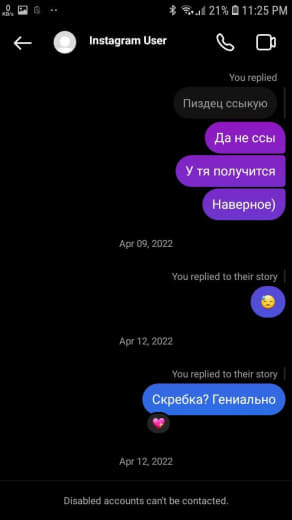 0
KB/s
21% 11:25 PM
Instagram User
You replied
Пиздец ссыкую
Да не ссы
У тя получится
Наверное)
Apr 09, 2022
You replied to their story
Apr 12, 2022
You replied to their story
Скребка? Гениально
Apr 12, 2022
Disabled accounts can't be contacted.